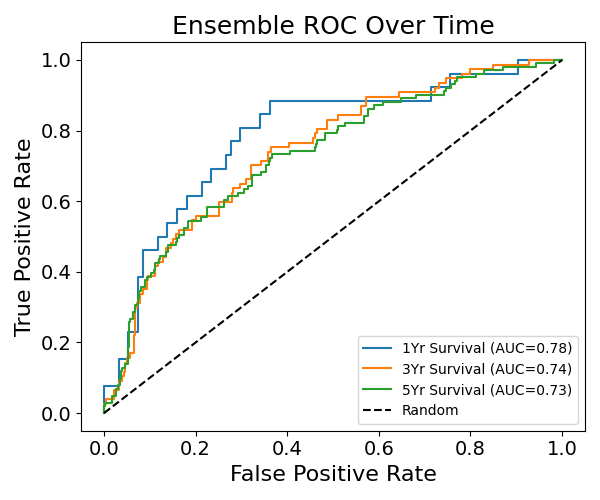 Ensemble ROC Over Time
True Positive Rate
1.0
0.8
0.6
0.4
0.2
0.0
1Yr Survival (AUC=0.78)
3Yr Survival (AUC=0.74)
5Yr Survival (AUC=0.73)
Random
0.0 0.2 0.4 0.6 0.8 1.0
False Positive Rate